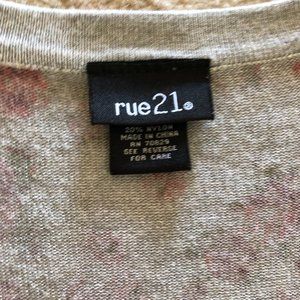 rue21®
20% NYLON
MADE IN CHINA
RN 70829
SEE REVERSE
FOR CARE